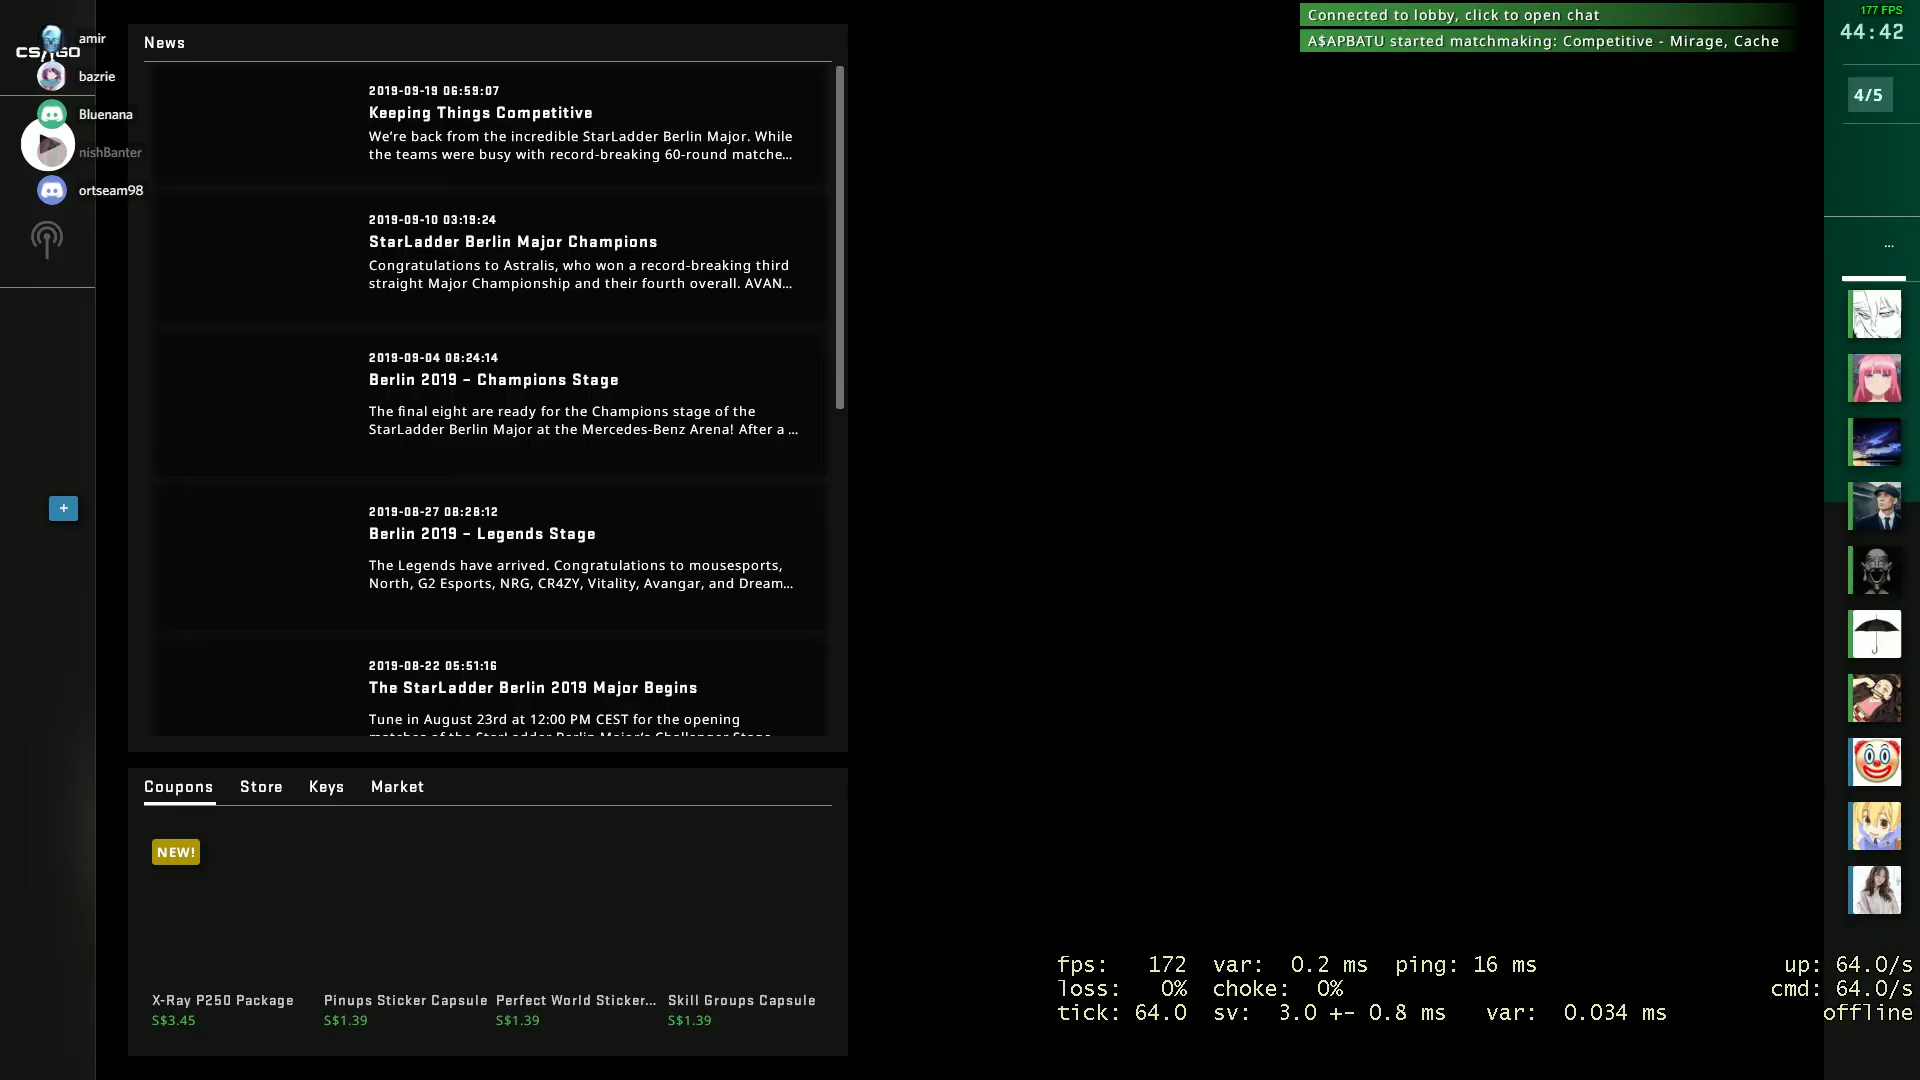 CS GO
amir
bazrie
Bluenana
nishBanter
ortseam98
+
News
2019-09-19 06:59:07
Keeping Things Competitive
We're back from the incredible StarLadder Berlin Major. While
the teams were busy with record-breaking 60-round matche...
2019-09-10 03:19:24
StarLadder Berlin Major Champions
Congratulations to Astralis, who won a record-breaking third
straight Major Championship and their fourth overall. AVAN...
2019-09-04 08:24:14
Berlin 2019 – Champions Stage
The final eight are ready for the Champions stage of the
StarLadder Berlin Major at the Mercedes-Benz Arena! After a ...
2019-08-27 08:28:12
Berlin 2019 – Legends Stage
The Legends have arrived. Congratulations to mousesports,
North, G2 Esports, NRG, CR4ZY, Vitality, Avangar, and Dream...
2019-08-22 05:51:16
The StarLadder Berlin 2019 Major Begins
Tune in August 23rd at 12:00 PM CEST for the opening
matches of the StarLadder Berlin Major's Challenger Stage
Coupons Store Keys Market
NEW!
X-Ray P250 Package Pinups Sticker Capsule Perfect World Sticker... Skill Groups Capsule
S$3.45 S$1.39 S$1.39 S$1.39
Connected to lobby, click to open chat
A$APBATU started matchmaking: Competitive - Mirage, Cache
177 FPS
44:42
4/5
...
fps: 172 var: 0.2 ms ping: 16 ms up: 64.0/s
loss: 0% choke: 0% cmd: 64.0/s
tick: 64.0 sv: 3.0 +- 0.8 ms var: 0.034 ms offline